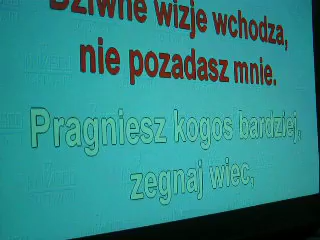 Dziwne wizje wchodza,
nie pozadasz mnie.
Pragniesz kogos bardziej,
zegnaj wiec,